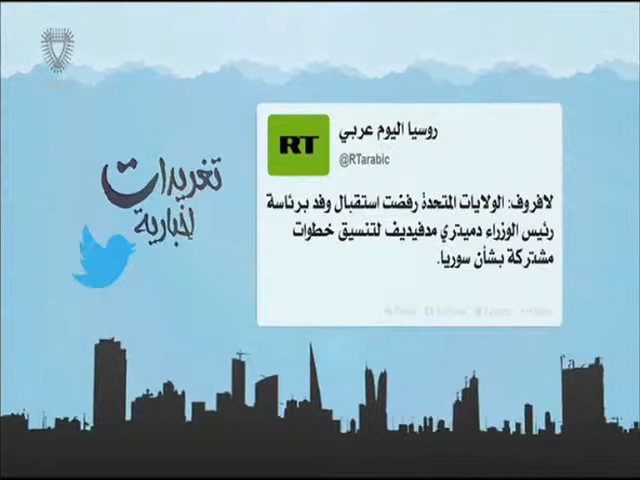 تغريدات
إخبارية
RT
روسيا اليوم عربي
@RTarabic
لافروف: الولايات المتحدة رفضت استقبال وفد برئاسة
رئيس الوزراء دميتري مدفيديف لتنسيق خطوات
مشتركة بشأن سوريا.